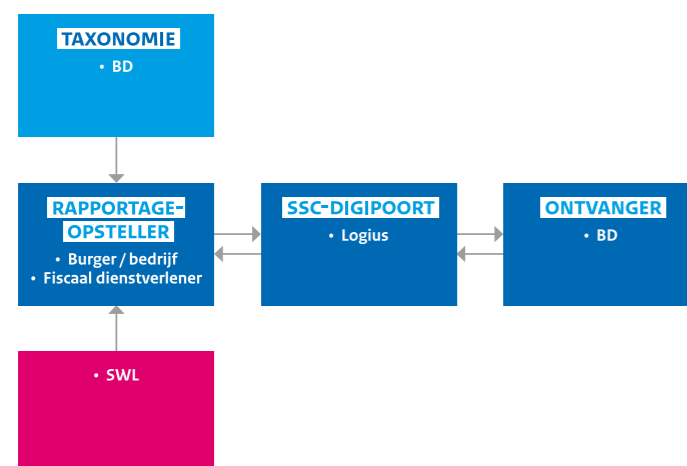 TAXONOMIE
• BD
RAPPORTAGE-
OPSTELLER
• Burger / bedrijf
• Fiscaal dienstverlener
SSC-DIGIPOORT
• Logius
ONTVANGER
• BD
• SWL